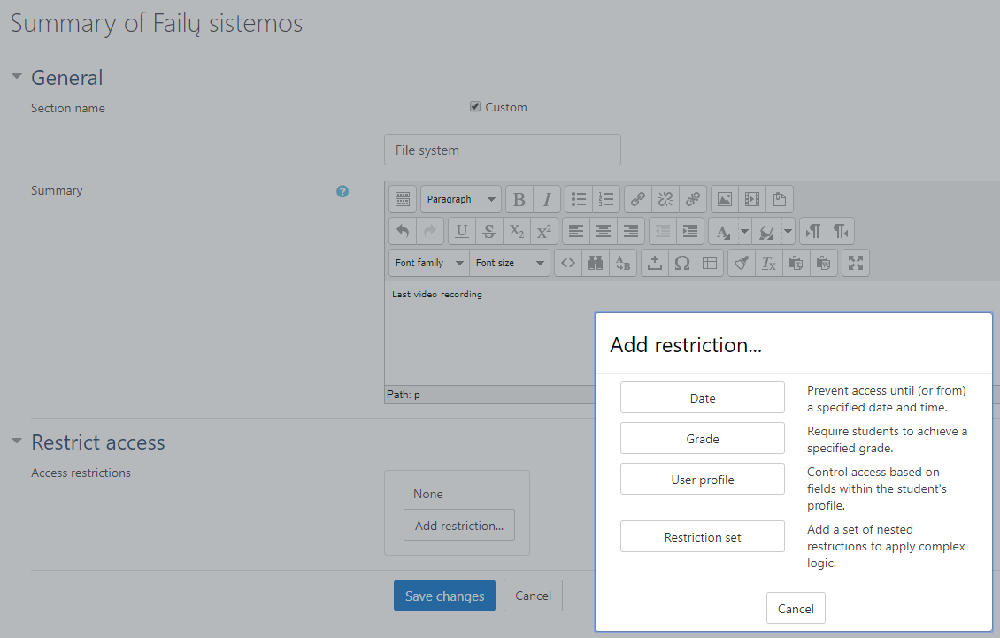 Summary of Failų sistemos
General
Section name
Custom
File system
Summary
Paragraph
B I
U S X2 X2
Font family Font size
Last video recording
Path: p
Restrict access
Access restrictions
None
Add restriction...
Save changes Cancel
Add restriction...
Date
Prevent access until (or from)
a specified date and time.
Grade
Require students to achieve a
specified grade.
User profile
Control access based on
fields within the student's
profile.
Restriction set
Add a set of nested
restrictions to apply complex
logic.
Cancel